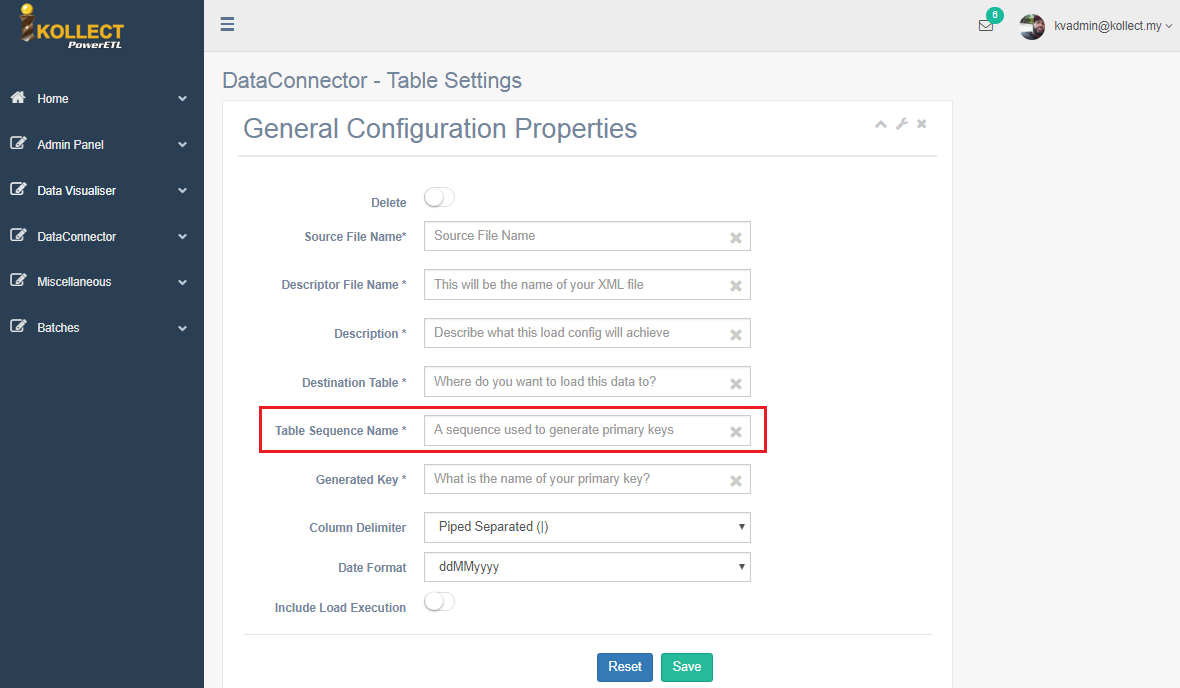 KOLLECT
PowerETL
6
kvadmin@kollect.my
Home
Admin Panel
Data Visualiser
DataConnector
Miscellaneous
Batches
DataConnector - Table Settings
General Configuration Properties
Delete
Source File Name* Source File Name
Descriptor File Name * This will be the name of your XML file
Description * Describe what this load config will achieve
Destination Table * Where do you want to load this data to?
Table Sequence Name * A sequence used to generate primary keys
Generated Key * What is the name of your primary key?
Column Delimiter Piped Separated (|)
Date Format ddMMyyyy
Include Load Execution
Reset Save